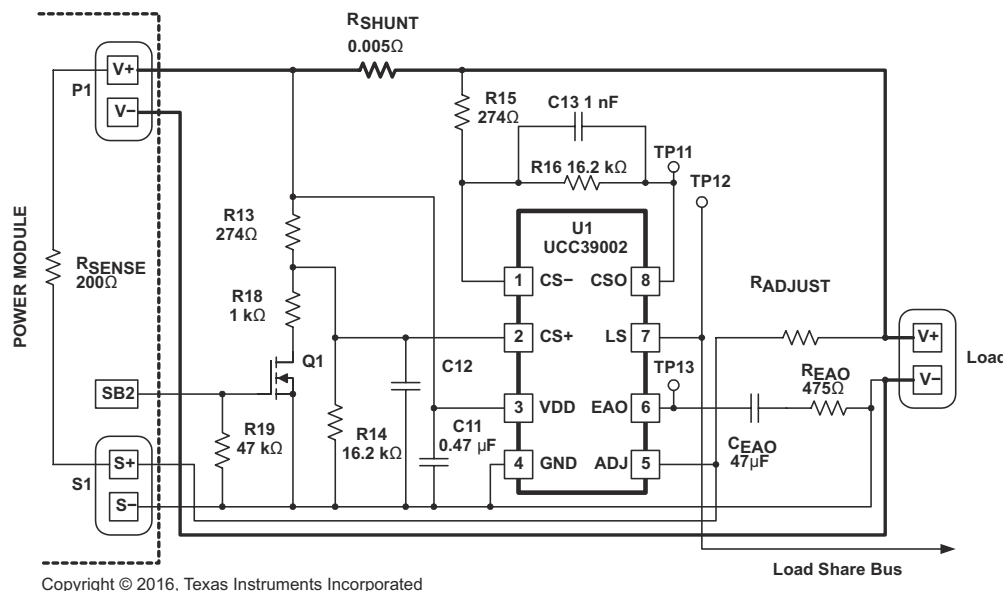 RSHUNT
0.005Ω
V+
P1
V−
R15
274Ω
C13 1 nF
R16 16.2 kΩ
TP11
TP12
POWER MODULE
RSENSE
200Ω
R13
274Ω
R18
1 kΩ
Q1
U1
UCC39002
1 CS− CSO 8
2 CS+ LS 7
3 VDD EAO 6
4 GND ADJ 5
RADJUST
V+
Load
V−
TP13
REAO
475Ω
CEAO
47µF
C12
C11
0.47 µF
SB2
R19
47 kΩ
R14
16.2 kΩ
S+
S1
S−
Load Share Bus
Copyright © 2016, Texas Instruments Incorporated